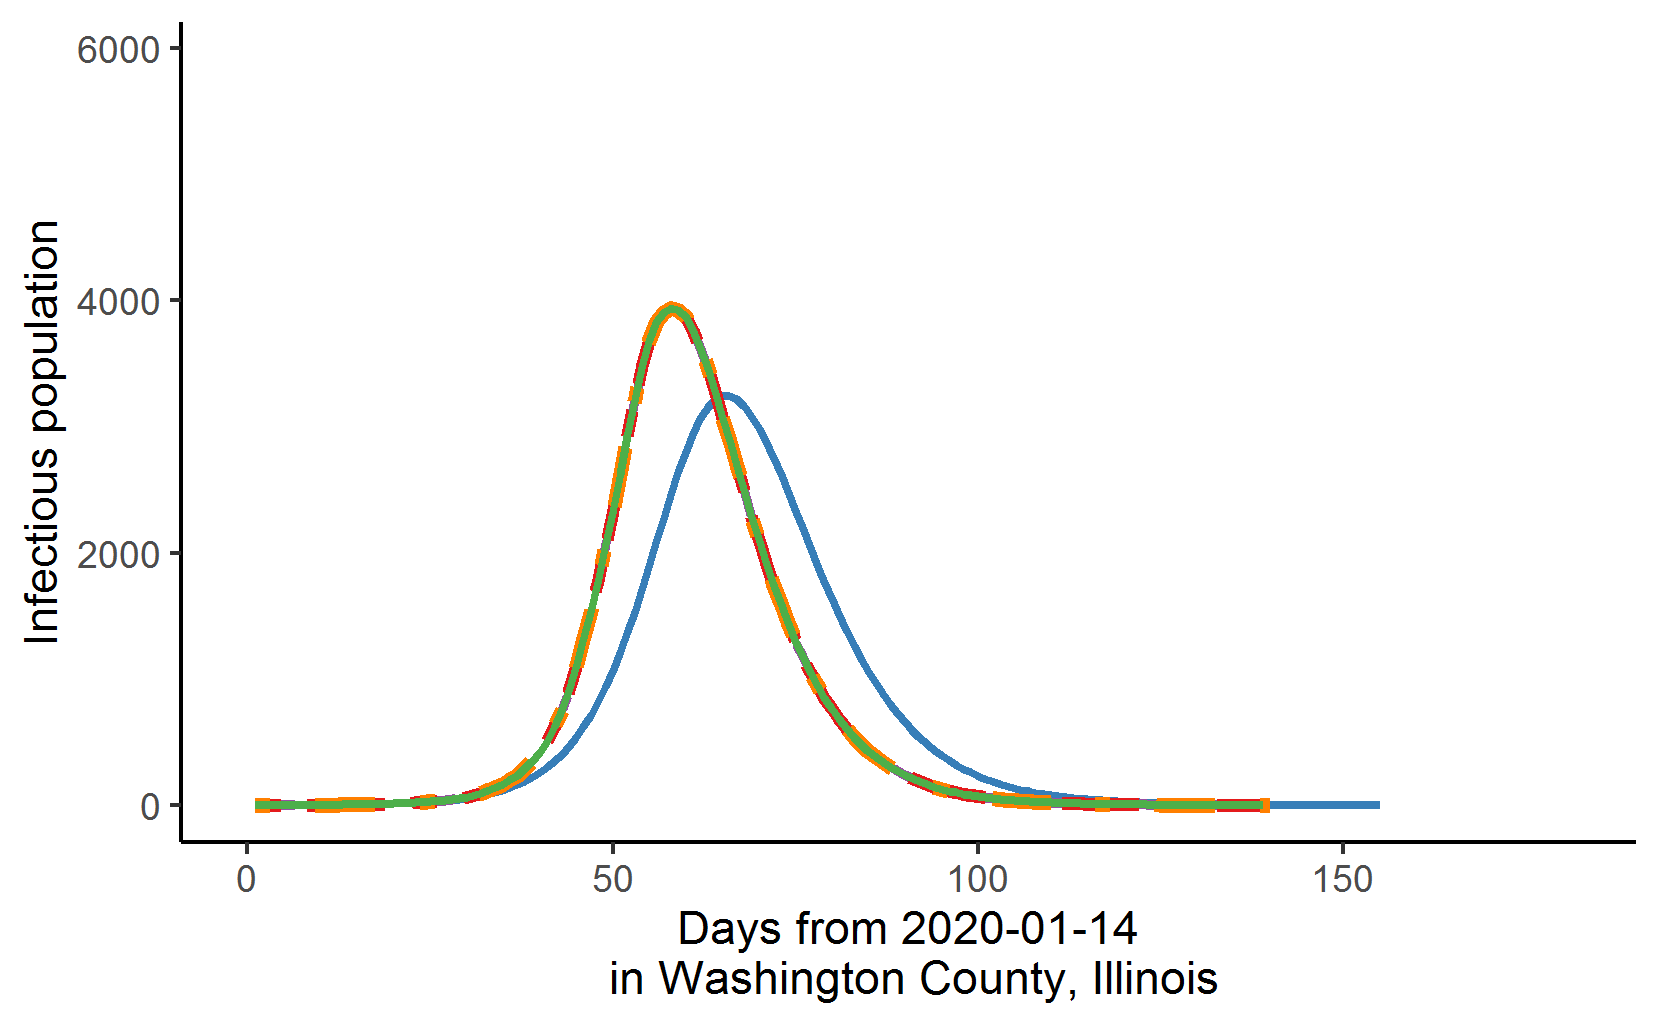 6000
4000
2000
0
Infectious population
0 50 100 150
Days from 2020-01-14
in Washington County, Illinois